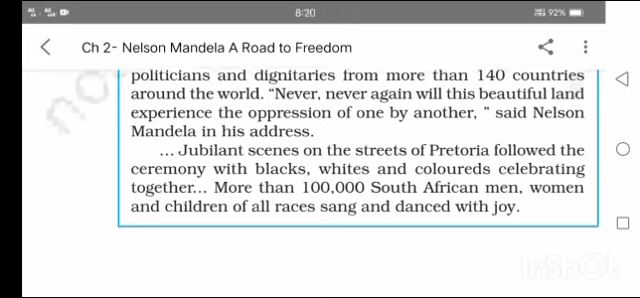 8:20
92%
Ch 2- Nelson Mandela A Road to Freedom
politicians and dignitaries from more than 140 countries
around the world. “Never, never again will this beautiful land
experience the oppression of one by another, ” said Nelson
Mandela in his address.
... Jubilant scenes on the streets of Pretoria followed the
ceremony with blacks, whites and coloureds celebrating
together... More than 100,000 South African men, women
and children of all races sang and danced with joy.
no
InShOt